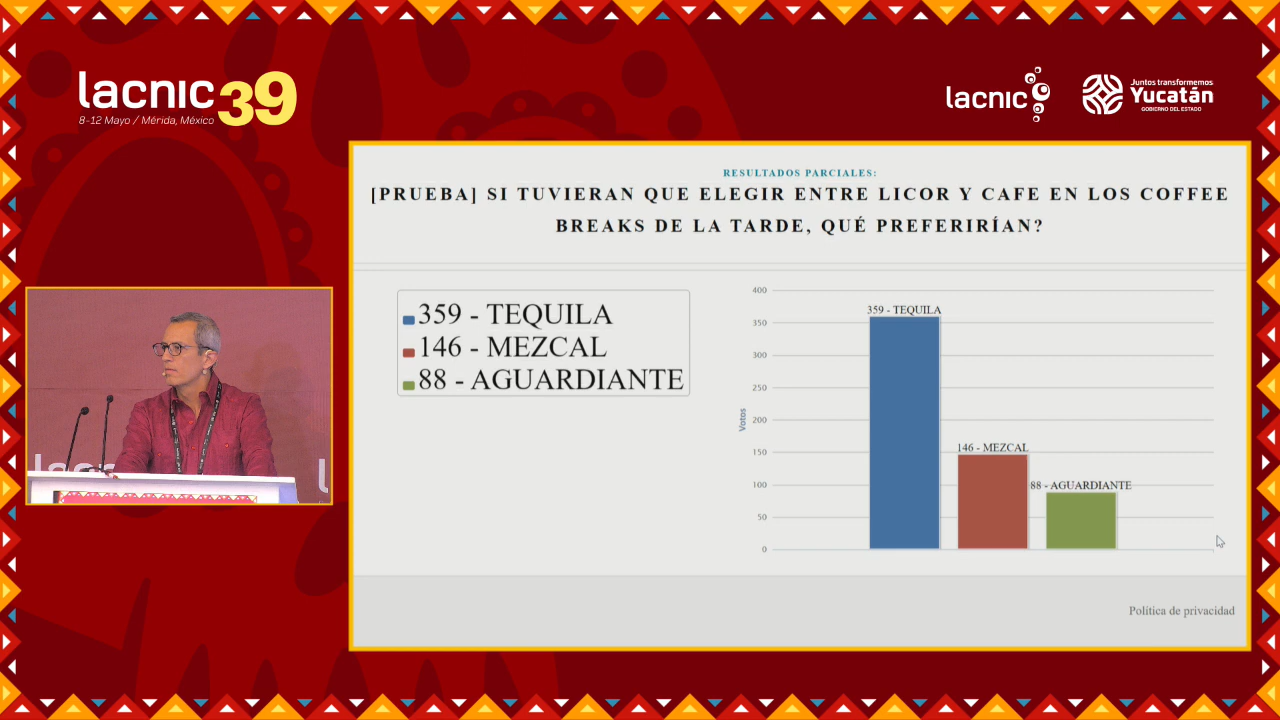 lacnic 39
8-12 Mayo / Mérida, México
lacnic
Juntos transformemos
Yucatán
GOBIERNO DEL ESTADO
RESULTADOS PARCIALES:
[PRUEBA] SI TUVIERAN QUE ELEGIR ENTRE LICOR Y CAFE EN LOS COFFEE
BREAKS DE LA TARDE, QUÉ PREFERIRÍAN?
359 - TEQUILA
146 - MEZCAL
88 - AGUARDIANTE
Votos
400
350
300
250
200
150
100
50
0
359 - TEQUILA
146 - MEZCAL
88 - AGUARDIANTE
Política de privacidad